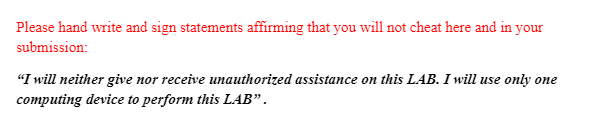 Please hand write and sign statements affirming that you will not cheat here and in your
submission:
“I will neither give nor receive unauthorized assistance on this LAB. I will use only one
computing device to perform this LAB”.